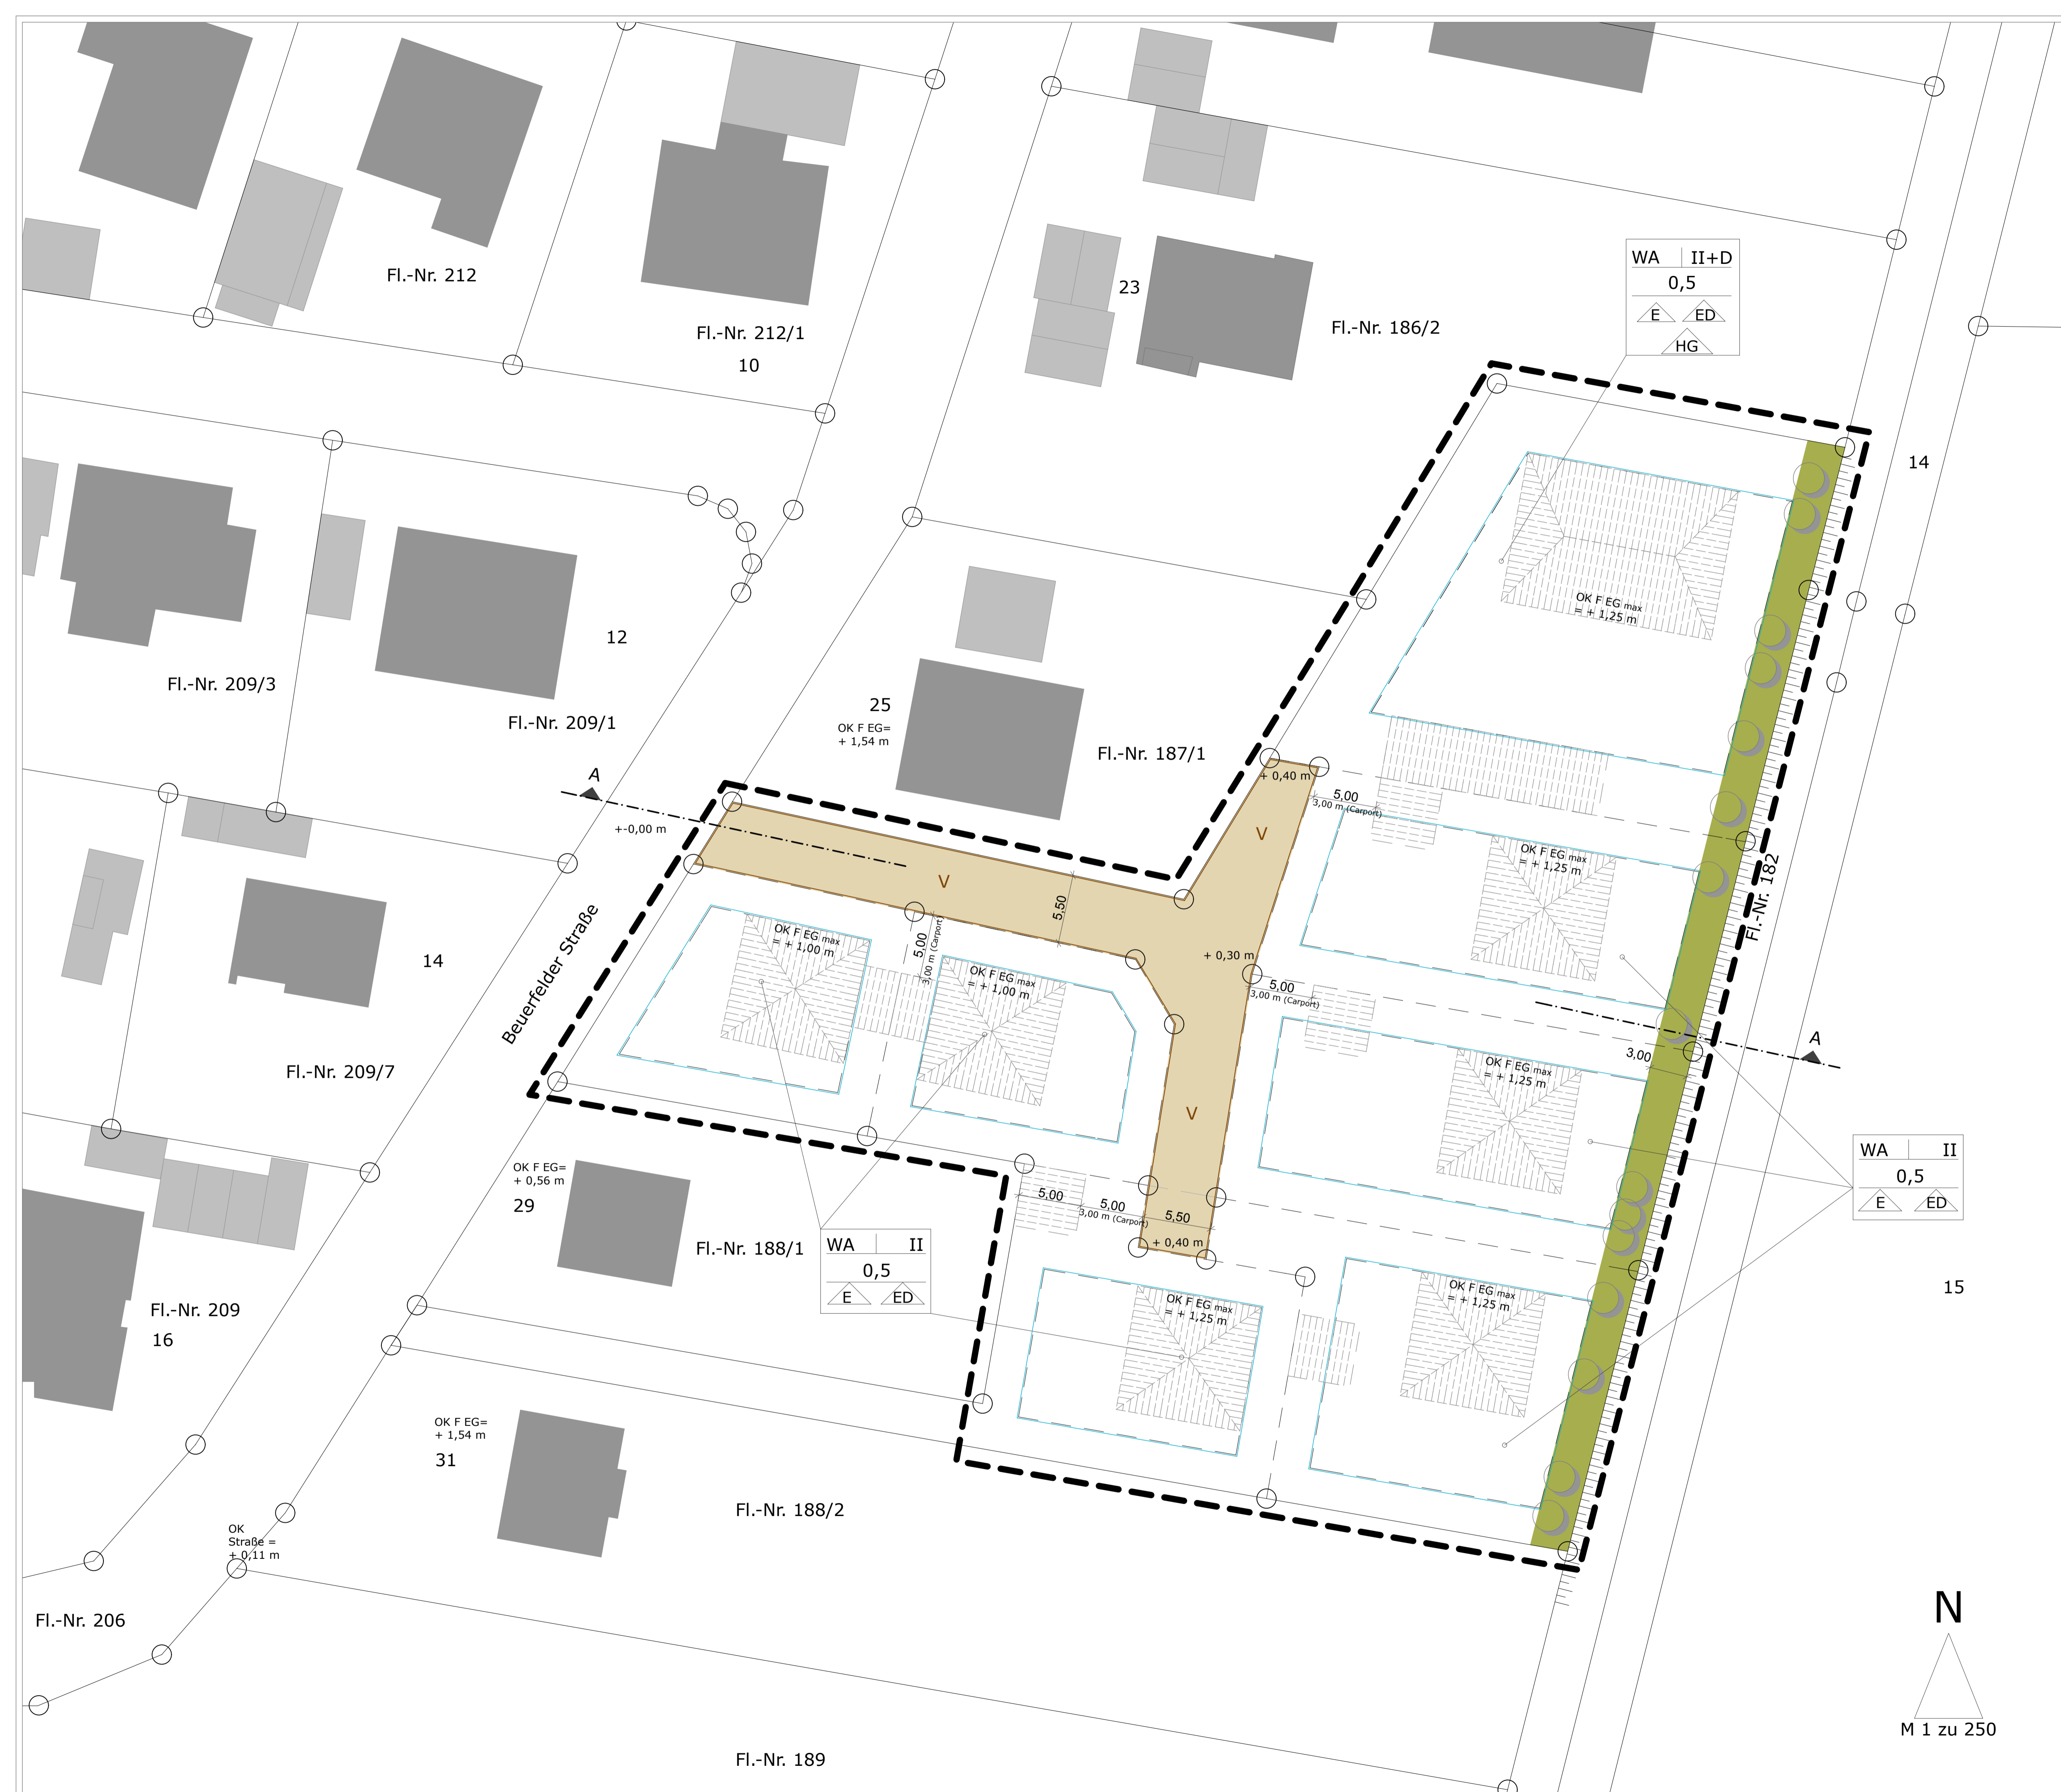 Fl.-Nr. 212
Fl.-Nr. 212/1
10
23
Fl.-Nr. 186/2
WA II+D
0,5
E ED
HG
14
Fl.-Nr. 209/3
12
Fl.-Nr. 209/1
25
OK F EG=
+ 1,54 m
Fl.-Nr. 187/1
OK F EG max
= + 1,25 m
A
+-0,00 m
+ 0,40 m
5,00
3,00 m (Carport)
V
V
5,50
OK F EG max
= + 1,25 m
Fl.-Nr. 182
14
Beuerfelder Straße
OK F EG max
= + 1,00 m
5,00
3,00 m (Carport)
OK F EG max
= + 1,00 m
+ 0,30 m
5,00
3,00 m (Carport)
3,00
A
Fl.-Nr. 209/7
OK F EG max
= + 1,25 m
V
WA II
0,5
E ED
OK F EG=
+ 0,56 m
29
Fl.-Nr. 188/1
5,00
5,00
3,00 m (Carport)
5,50
+ 0,40 m
WA II
0,5
E ED
Fl.-Nr. 209
16
OK F EG max
= + 1,25 m
OK F EG max
= + 1,25 m
15
OK F EG=
+ 1,54 m
31
Fl.-Nr. 188/2
OK
Straße =
+ 0,11 m
Fl.-Nr. 206
N
M 1 zu 250
Fl.-Nr. 189